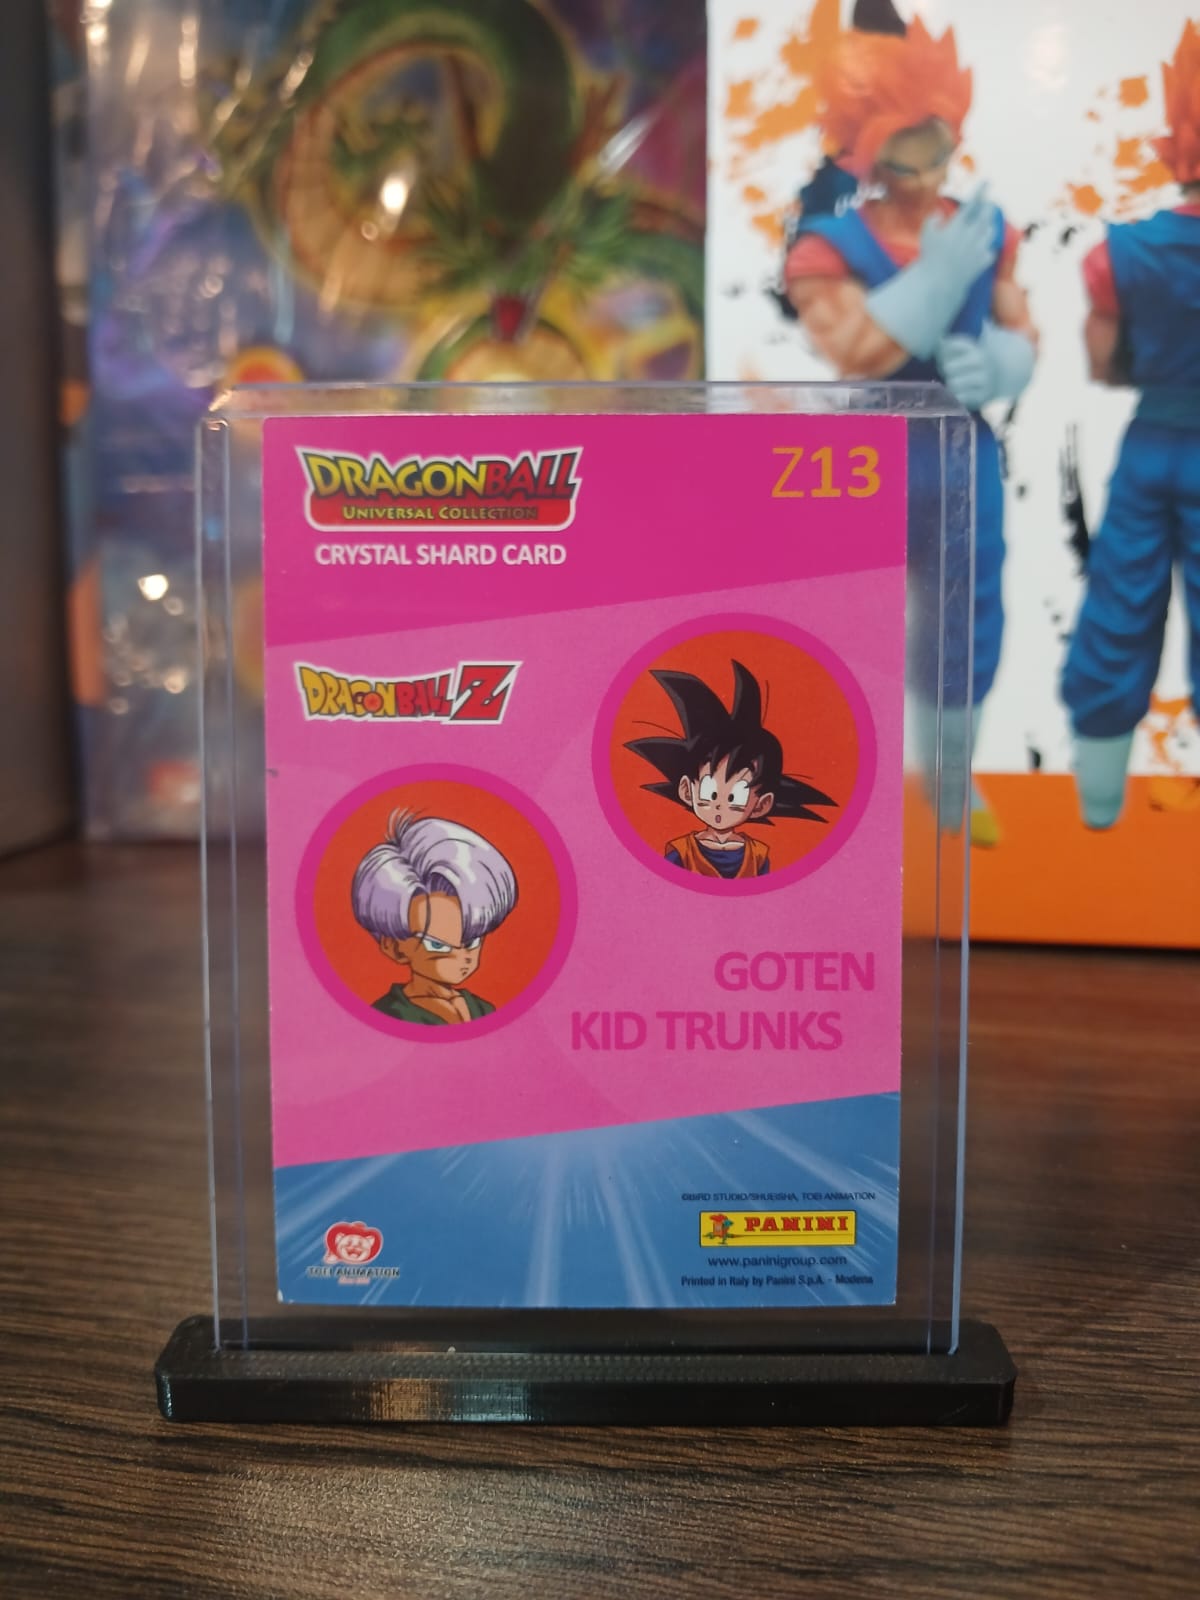 DRAGONBALL
UNIVERSAL COLLECTION
CRYSTAL SHARD CARD
Z13
DRAGONBALL Z
GOTEN
KID TRUNKS
©BIRD STUDIO/SHUEISHA, TOEI ANIMATION
PANINI
www.paninigroup.com
Printed in Italy by Panini S.p.A. - Modena
TOEI ANIMATION